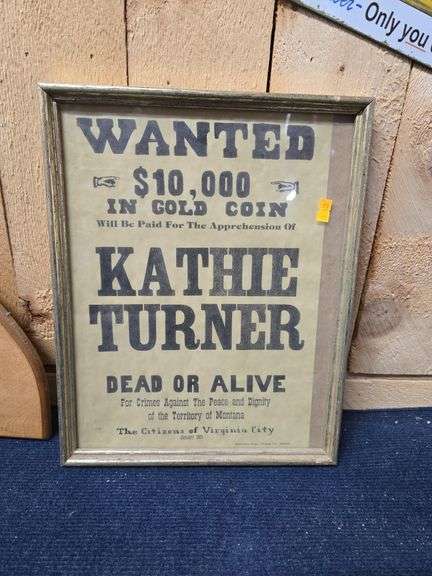 - Only you
WANTED
$10,000
IN GOLD COIN
Will Be Paid For The Apprehension Of
KATHIE
TURNER
DEAD OR ALIVE
For Crimes Against The Peace and Dignity
of the Territory of Montana
The Citizens of Virginia City